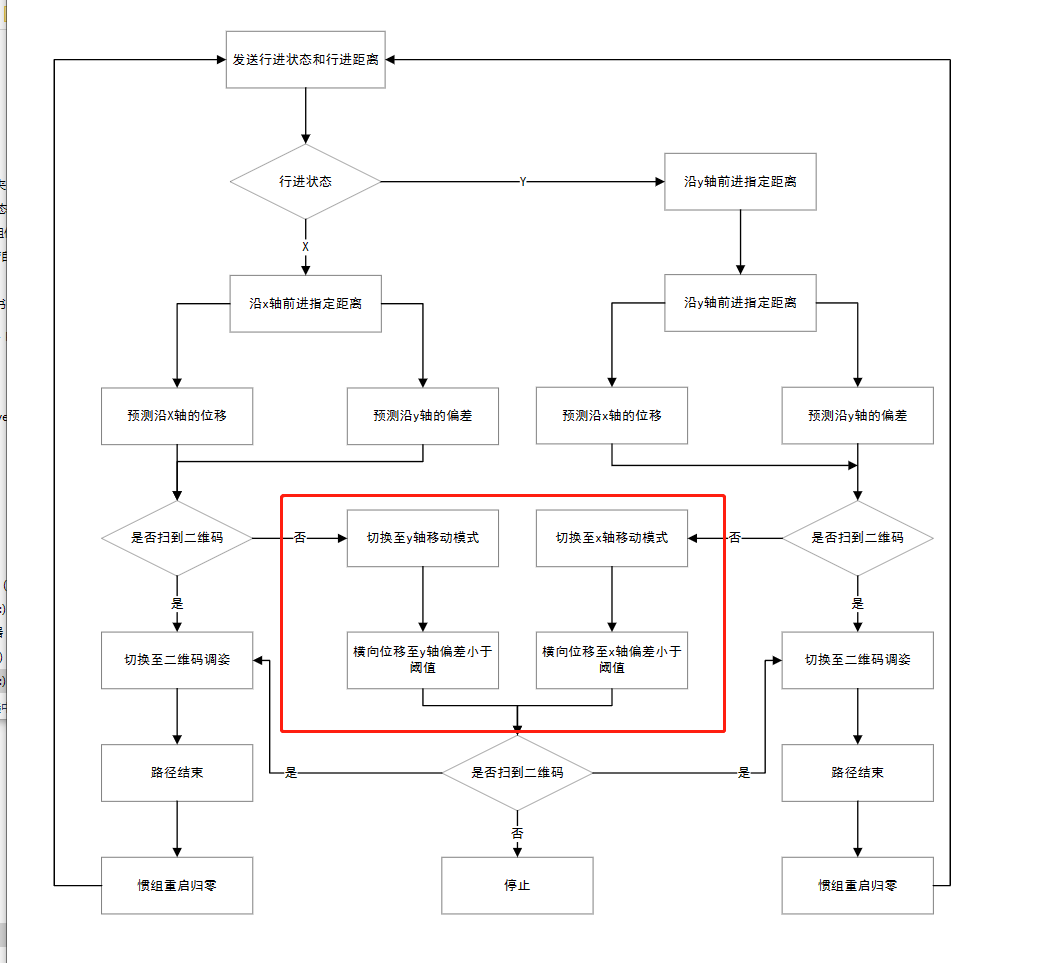 发送行进状态和行进距离
行进状态
Y
沿y轴前进指定距离
X
沿x轴前进指定距离
沿y轴前进指定距离
预测沿X轴的位移
预测沿y轴的偏差
预测沿x轴的位移
预测沿y轴的偏差
是否扫到二维码
否
切换至y轴移动模式
切换至x轴移动模式
否
是否扫到二维码
是
是
切换至二维码调姿
横向位移至y轴偏差小于
阈值
横向位移至x轴偏差小于
阈值
切换至二维码调姿
路径结束
是
是否扫到二维码
是
路径结束
否
惯组重启归零
停止
惯组重启归零